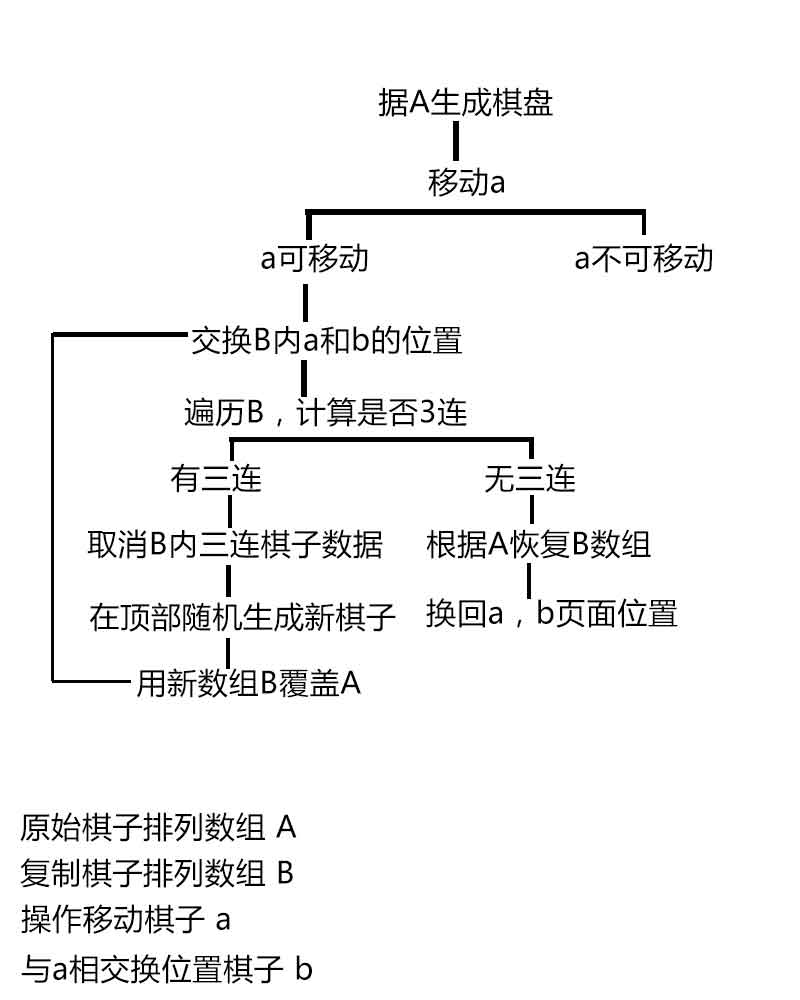 据A生成棋盘
移动a
a可移动
a不可移动
交换B内a和b的位置
遍历B，计算是否3连
有三连
无三连
取消B内三连棋子数据
根据A恢复B数组
在顶部随机生成新棋子
换回a，b页面位置
用新数组B覆盖A
原始棋子排列数组 A
复制棋子排列数组 B
操作移动棋子 a
与a相交换位置棋子 b